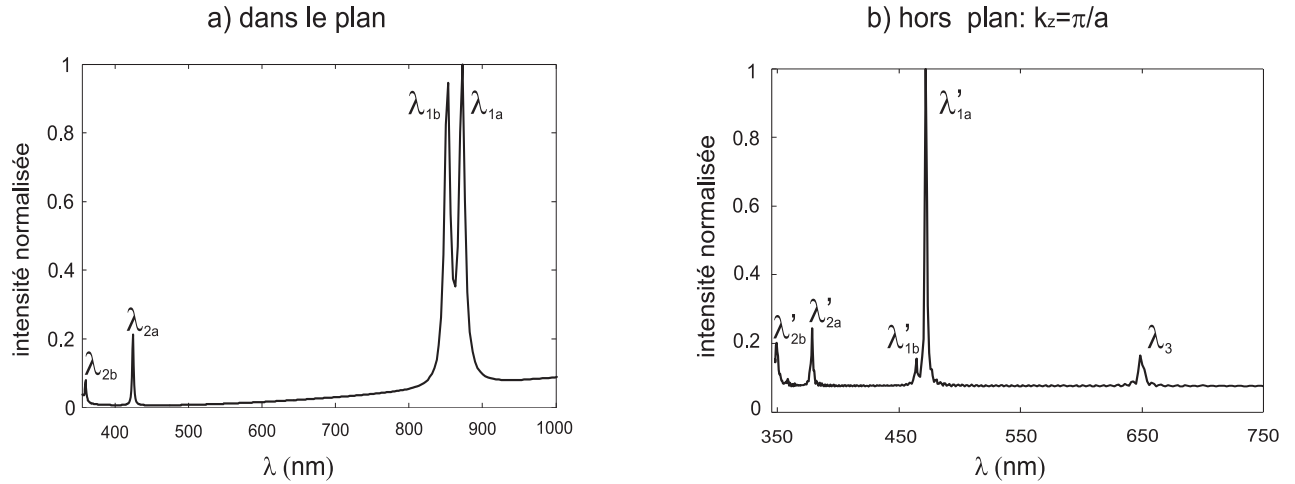 a) dans le plan
intensité normalisée
1
0.8
0.6
0.4
0.2
0
λ1b
λ1a
λ2a
λ2b
400 500 600 700 800 900 1000
λ (nm)
b) hors plan: kz=π/a
intensité normalisée
1
0.8
0.6
0.4
0.2
0
λ'1a
λ'2b
λ'2a
λ'1b
λ3
350 450 550 650 750
λ (nm)